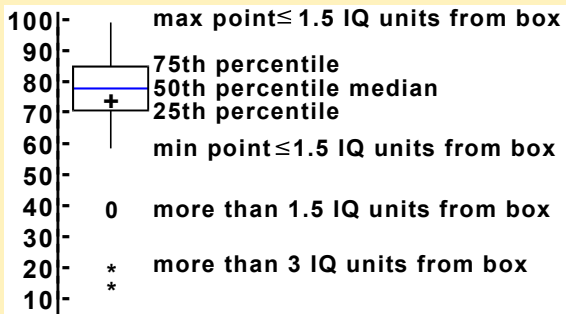 100
max point≤ 1.5 IQ units from box
90
80
75th percentile
50th percentile median
70
+
25th percentile
60
min point≤1.5 IQ units from box
50
40
0
more than 1.5 IQ units from box
30
20
*
more than 3 IQ units from box
*
10